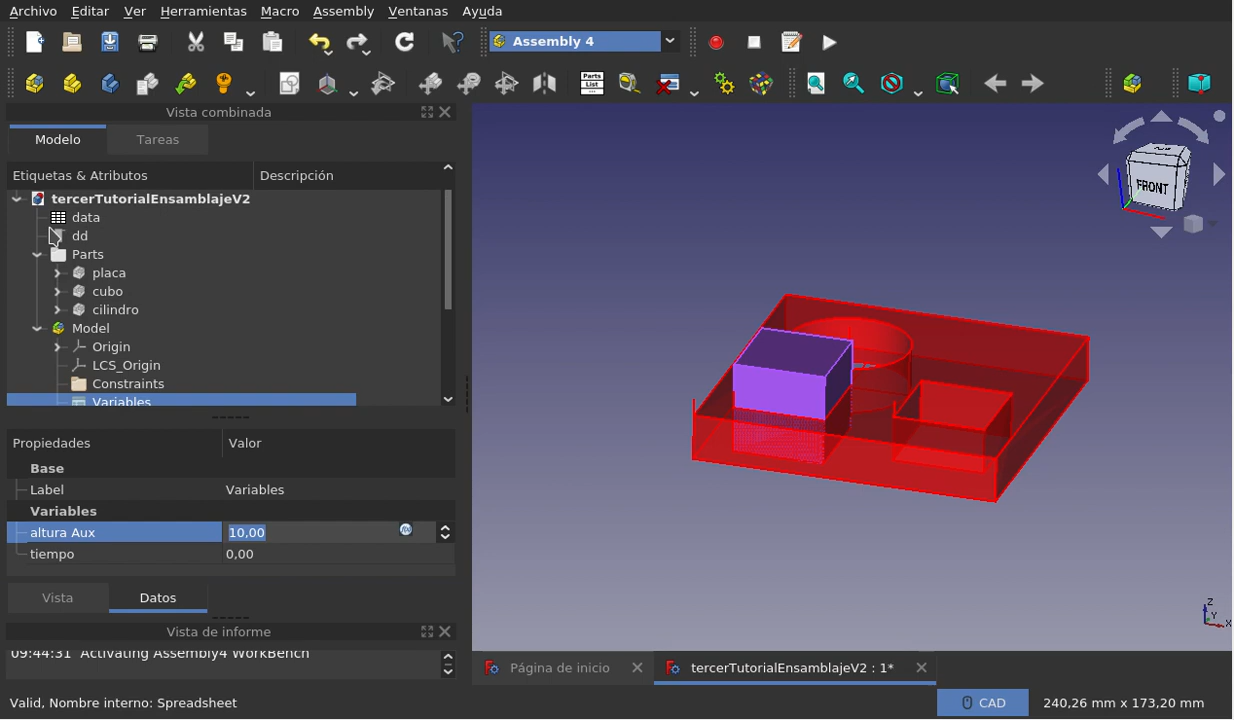 Archivo Editar Ver Herramientas Macro Assembly Ventanas Ayuda
Assembly 4
Parts List
Vista combinada
Modelo Tareas
Etiquetas & Atributos Descripción
tercerTutorialEnsamblajeV2
data
dd
Parts
placa
cubo
cilindro
Model
Origin
LCS_Origin
Constraints
Variables
Propiedades Valor
Base
Label Variables
Variables
altura Aux 10,00
tiempo 0,00
Vista Datos
Vista de informe
09:44:31 Activating Assembly4 WorkBench
FRONT
Z
Y
X
Página de inicio tercerTutorialEnsamblajeV2 : 1*
Valid, Nombre interno: Spreadsheet CAD 240,26 mm x 173,20 mm